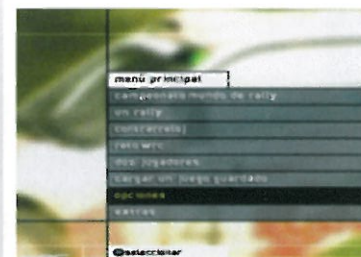 menú principal
campeonato mundo de rally
un rally
contrarreloj
reto wrc
dos jugadores
cargar un juego guardado
opciones
extras
seleccionar